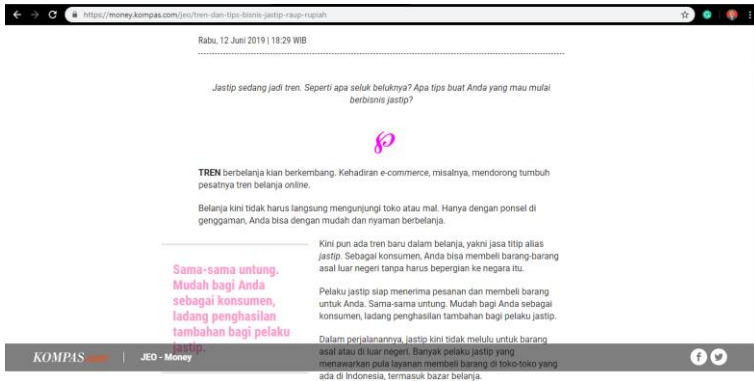 https://money.kompas.com/jeo/tren-dan-tips-bisnis-jastip-raup-rupiah
Rabu, 12 Juni 2019 | 18:29 WIB
Jastip sedang jadi tren. Seperti apa seluk beluknya? Apa tips buat Anda yang mau mulai
berbisnis jastip?
TREN berbelanja kian berkembang. Kehadiran e-commerce, misalnya, mendorong tumbuh
pesatnya tren belanja online.
Belanja kini tidak harus langsung mengunjungi toko atau mal. Hanya dengan ponsel di
genggaman, Anda bisa dengan mudah dan nyaman berbelanja.
Sama-sama untung.
Mudah bagi Anda
sebagai konsumen,
ladang penghasilan
tambahan bagi pelaku
jastip.
Kini pun ada tren baru dalam belanja, yakni jasa titip alias
jastip. Sebagai konsumen, Anda bisa membeli barang-barang
asal luar negeri tanpa harus bepergian ke negara itu.
Pelaku jastip siap menerima pesanan dan membeli barang
untuk Anda. Sama-sama untung. Mudah bagi Anda sebagai
konsumen, ladang penghasilan tambahan bagi pelaku jastip.
Dalam perjalanannya, jastip kini tidak melulu untuk barang
asal atau di luar negeri. Banyak pelaku jastip yang
menawarkan pula layanan membeli barang di toko-toko yang
ada di Indonesia, termasuk bazar belanja.
KOMPAS.com | JEO - Money